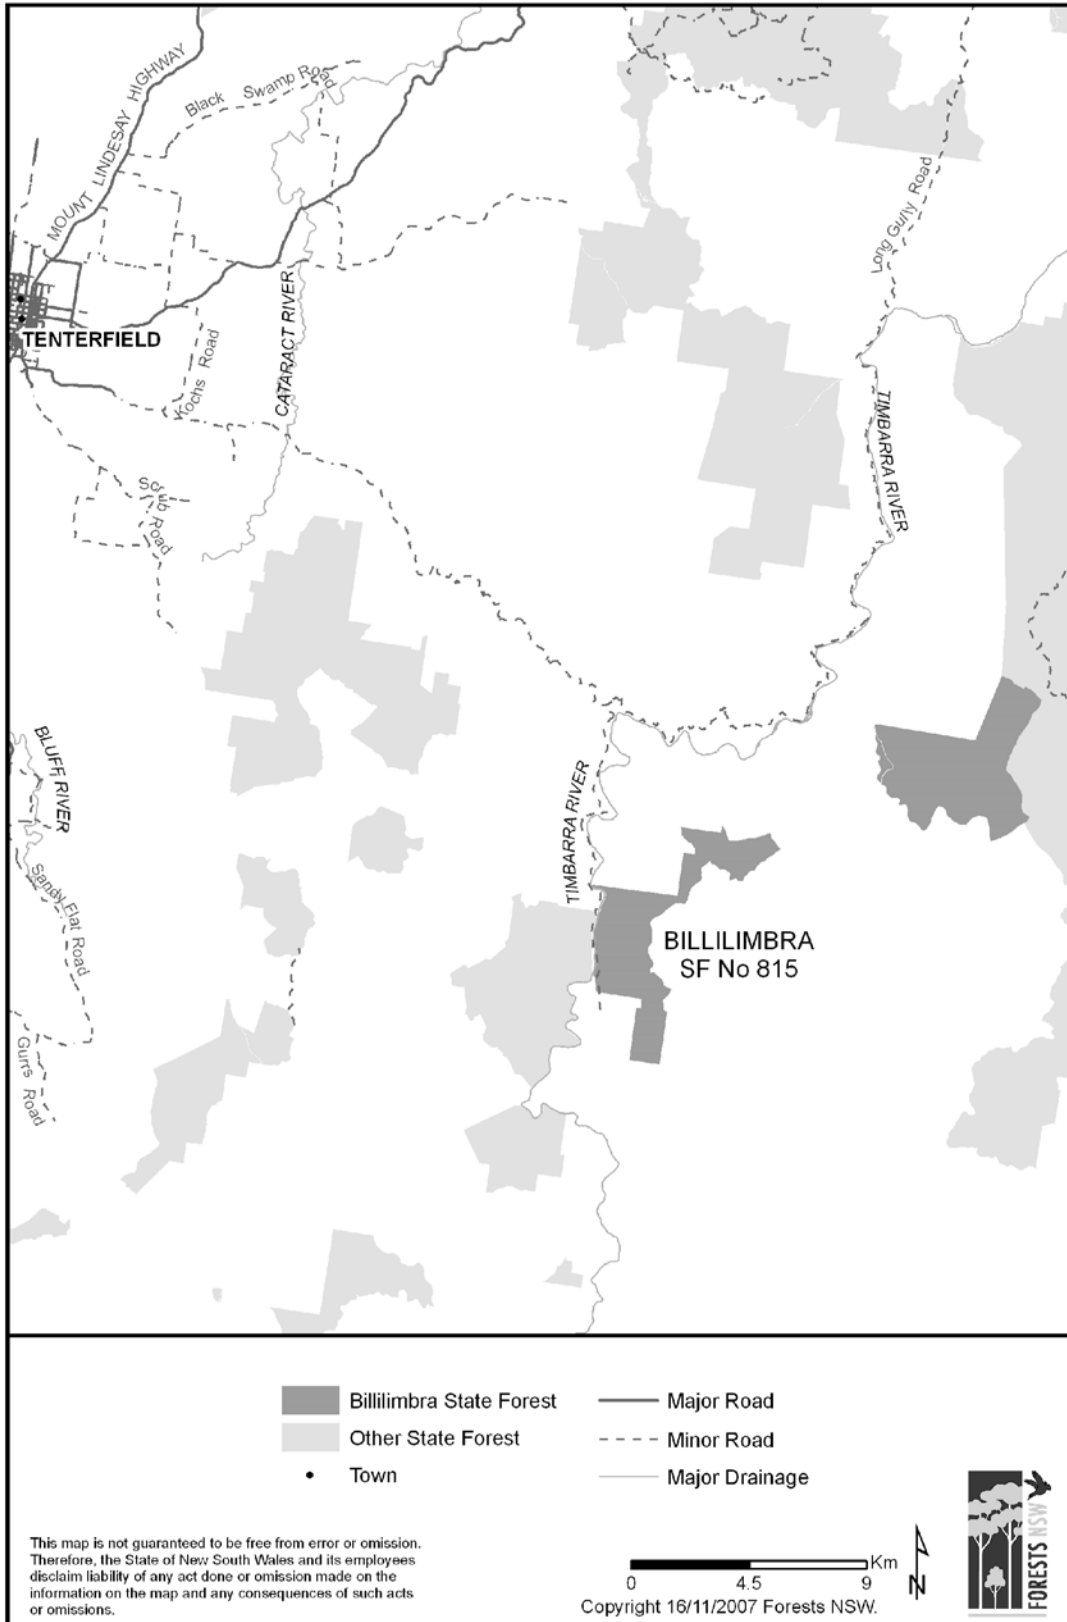 MOUNT LINDESAY HIGHWAY
Black Swamp Road
Long Gully Road
TENTERFIELD
Kochs Road
CATARACT RIVER
TIMBARRA RIVER
Scrub Road
BLUFF RIVER
TIMBARRA RIVER
Sandy Flat Road
BILLILIMBRA
SF No 815
Gurrs Road
Billilimbra State Forest
Other State Forest
Town
Major Road
Minor Road
Major Drainage
This map is not guaranteed to be free from error or omission.
Therefore, the State of New South Wales and its employees
disclaim liability of any act done or omission made on the
information on the map and any consequences of such acts
or omissions.
Km
0 4.5 9
Copyright 16/11/2007 Forests NSW.
N
FORESTS NSW